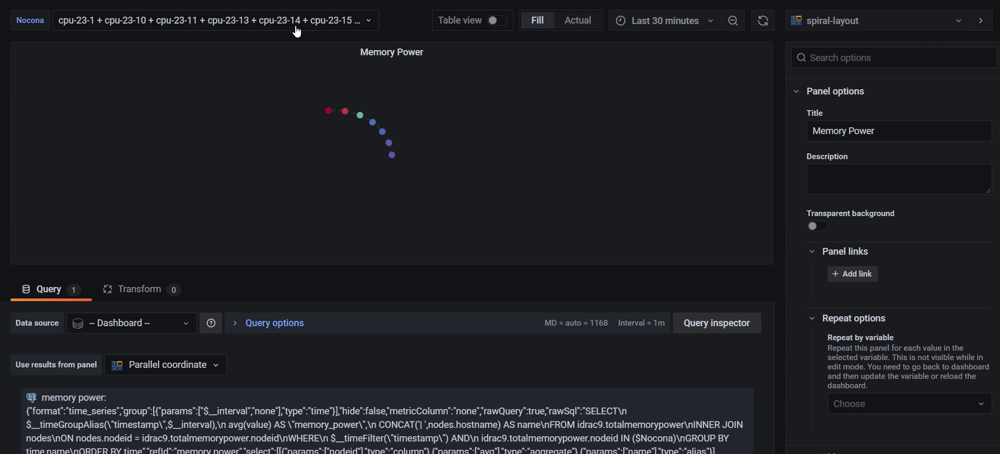 Nocona
cpu-23-1 + cpu-23-10 + cpu-23-11 + cpu-23-13 + cpu-23-14 + cpu-23-15 ...
Table view
Fill
Actual
Last 30 minutes
spiral-layout
Memory Power
Search options
Panel options
Title
Memory Power
Description
Transparent background
Panel links
+ Add link
Repeat options
Repeat by variable
Repeat this panel for each value in the
selected variable. This is not visible while in
edit mode. You need to go back to dashboard
and then update the variable or reload the
dashboard.
Choose
Query 1
Transform 0
Data source
-- Dashboard --
Query options
MD = auto = 1168
Interval = 1m
Query inspector
Use results from panel
Parallel coordinate
memory power:
{"format":"time_series","group":[{"params":["$__interval","none"],"type":"time"}],"hide":false,"metricColumn":"none","rawQuery":true,"rawSql":"SELECT\n
$__timeGroupAlias(\"timestamp\",$__interval),\n avg(value) AS \"memory_power\",\n CONCAT('| ',nodes.hostname) AS name\nFROM idrac9.totalmemorypower\nINNER JOIN
nodes\nON nodes.nodeid = idrac9.totalmemorypower.nodeid\nWHERE\n $__timeFilter(\"timestamp\") AND\n idrac9.totalmemorypower.nodeid IN ($Nocona)\nGROUP BY
time,name\nORDER BY time","refId":"memory power","select":[[{"params":["nodeid"],"type":"column"},{"params":["avg"],"type":"aggregate"},{"params":["name"],"type":"alias"}]